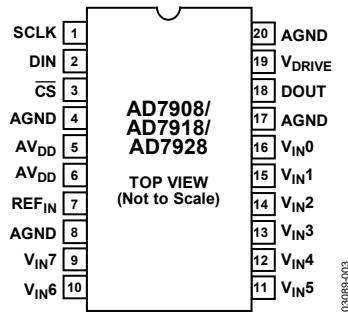 SCLK 1
DIN 2
CS 3
AGND 4
AVDD 5
AVDD 6
REFIN 7
AGND 8
VIN7 9
VIN6 10
AD7908/
AD7918/
AD7928
TOP VIEW
(Not to Scale)
20 AGND
19 VDRIVE
18 DOUT
17 AGND
16 VIN0
15 VIN1
14 VIN2
13 VIN3
12 VIN4
11 VIN5
03089-003